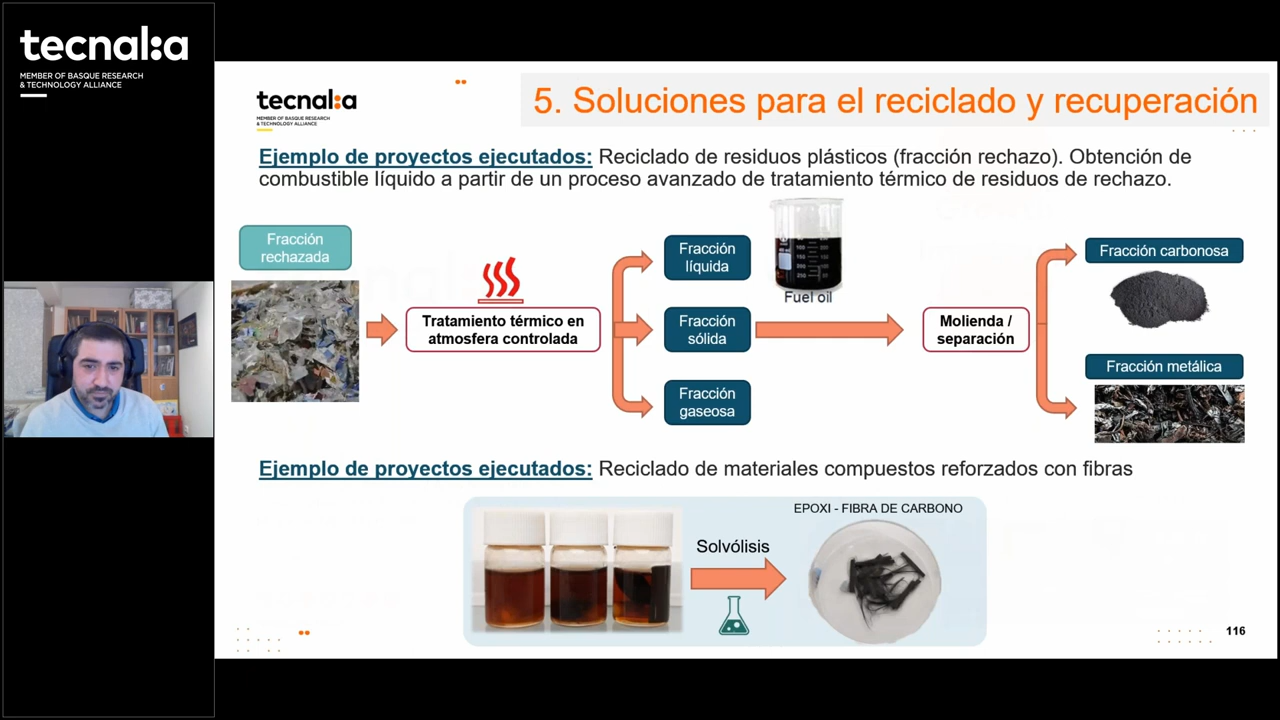 tecnal:a
MEMBER OF BASQUE RESEARCH
& TECHNOLOGY ALLIANCE
tecnal:a
MEMBER OF BASQUE RESEARCH
& TECHNOLOGY ALLIANCE
5. Soluciones para el reciclado y recuperación
Ejemplo de proyectos ejecutados: Reciclado de residuos plásticos (fracción rechazo). Obtención de
combustible líquido a partir de un proceso avanzado de tratamiento térmico de residuos de rechazo.
Fracción
rechazada
Tratamiento térmico en
atmosfera controlada
Fracción
líquida
Fuel oil
Fracción
sólida
Fracción
gaseosa
Molienda /
separación
Fracción carbonosa
Fracción metálica
Ejemplo de proyectos ejecutados: Reciclado de materiales compuestos reforzados con fibras
Solvólisis
EPOXI - FIBRA DE CARBONO
116